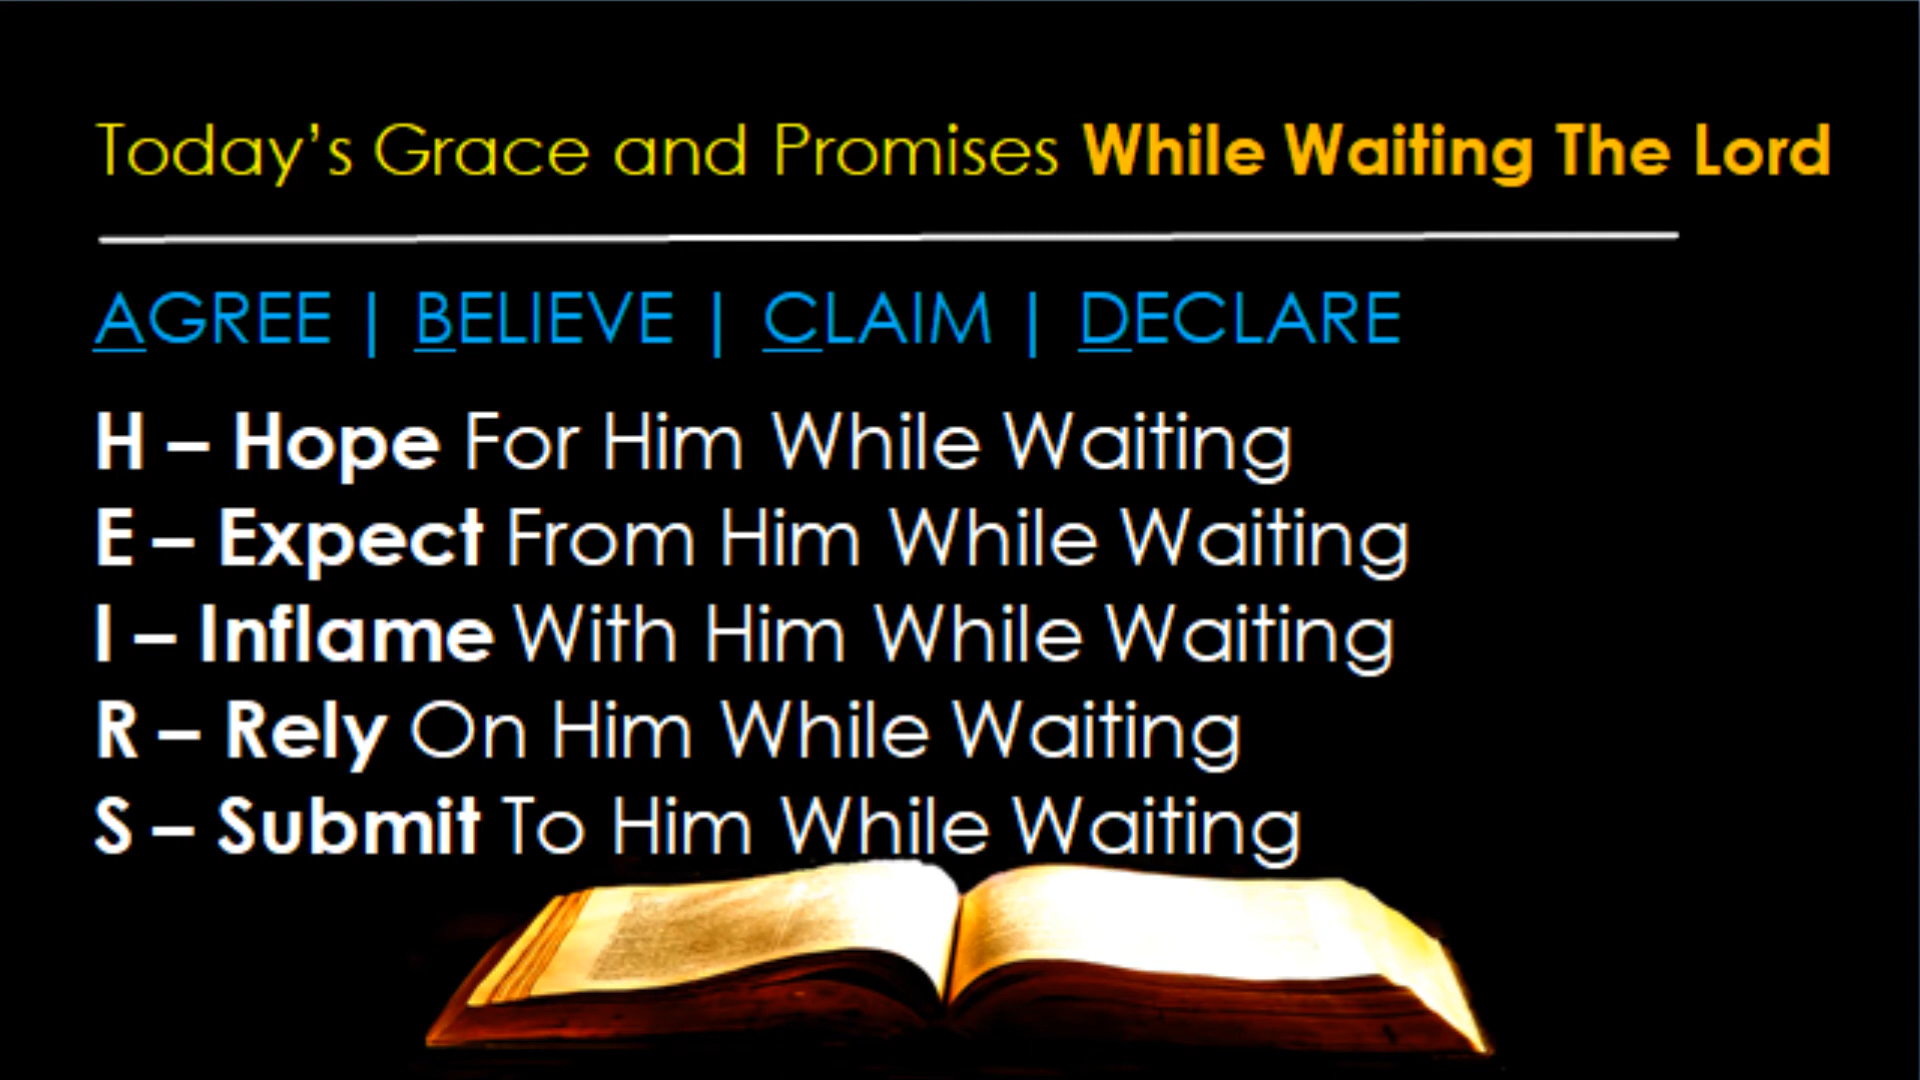 Today’s Grace and Promises While Waiting The Lord
AGREE | BELIEVE | CLAIM | DECLARE
H – Hope For Him While Waiting
E – Expect From Him While Waiting
I – Inflame With Him While Waiting
R – Rely On Him While Waiting
S – Submit To Him While Waiting